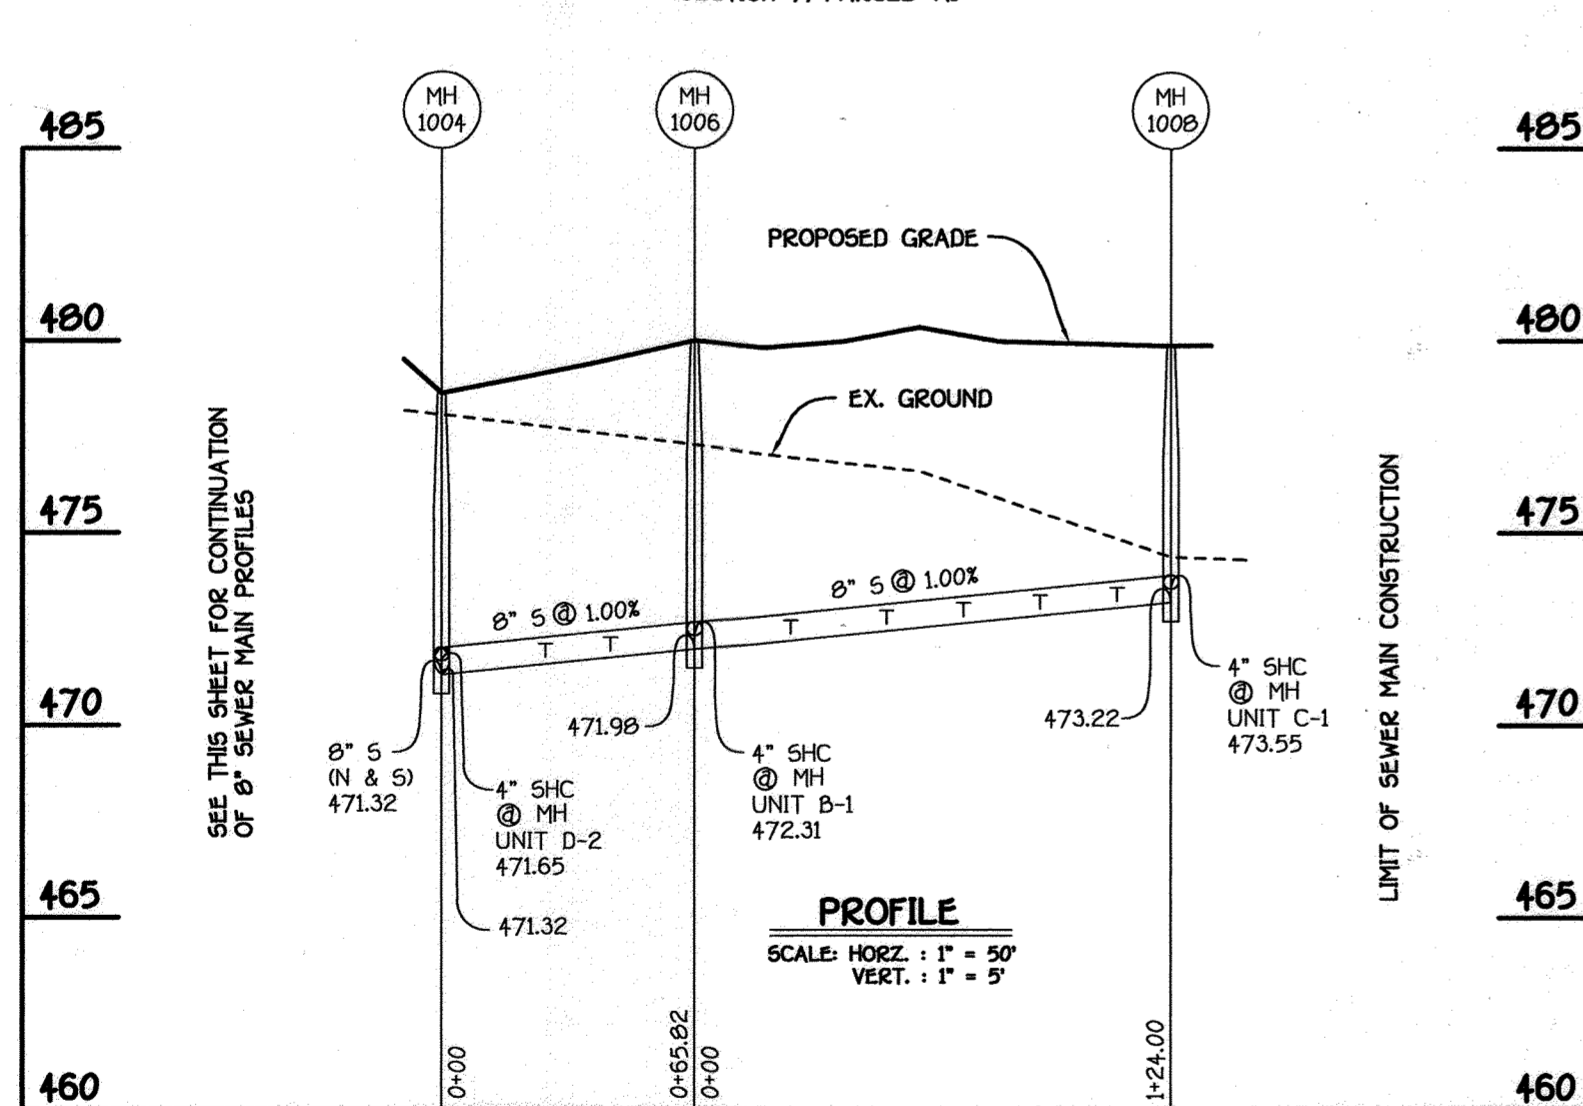 MH
1004
MH
1006
MH
1008
485
485
PROPOSED GRADE
480
480
EX. GROUND
475
475
8" S @ 1.00%
8" S @ 1.00%
SEE THIS SHEET FOR CONTINUATION
OF 8" SEWER MAIN PROFILES
LIMIT OF SEWER MAIN CONSTRUCTION
T T T T T T T
470
470
8" S
(N & S)
471.32
4" SHC
@ MH
UNIT D-2
471.65
471.32
471.98
4" SHC
@ MH
UNIT B-1
472.31
473.22
4" SHC
@ MH
UNIT C-1
473.55
465
465
PROFILE
SCALE: HORZ. : 1" = 50'
VERT. : 1" = 5'
0+00
0+65.82
0+00
1+24.00
460
460